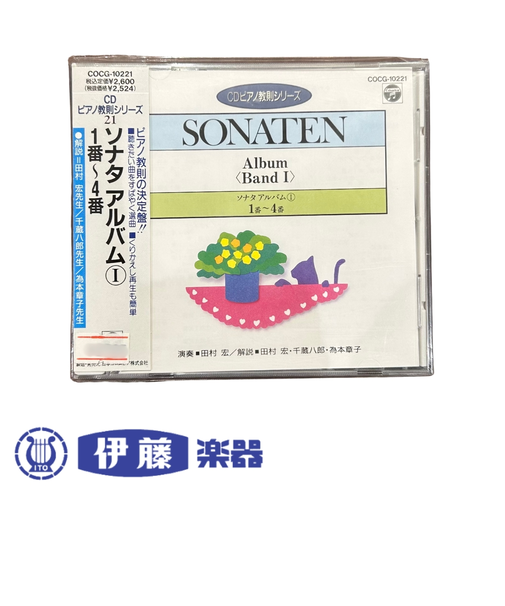 COCG-10221
税込定価¥2,600
(税抜価格¥2,524)
CD
ピアノ教則シリーズ
21
ソナタ アルバム①
1番〜4番
●解説=田村 宏先生/千蔵八郎先生/為本章子先生
ピアノ教則の決定盤!!
■聴きたい曲をすばやく選曲 ■くりかえし再生も簡単
COCG-10221
CDピアノ教則シリーズ
SONATEN
Album
〈Band I〉
ソナタ アルバム①
1番〜4番
演奏■田村 宏/解説■田村 宏・千蔵八郎・為本章子
ITO
伊藤楽器